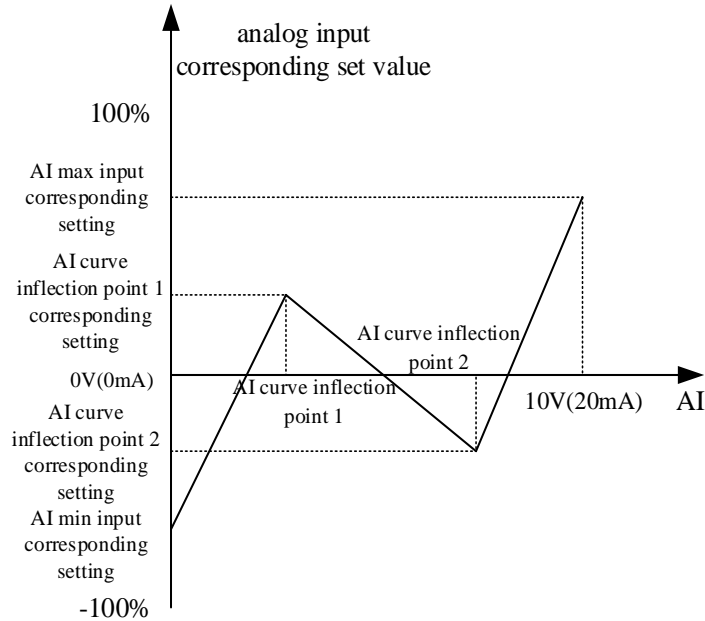 analog input
corresponding set value
100%
AI max input
corresponding
setting
AI curve
inflection point 1
corresponding
setting
AI curve inflection
point 2
0V(0mA)
AI curve inflection
point 1
10V(20mA)
AI
AI curve
inflection point 2
corresponding
setting
AI min input
corresponding
setting
-100%